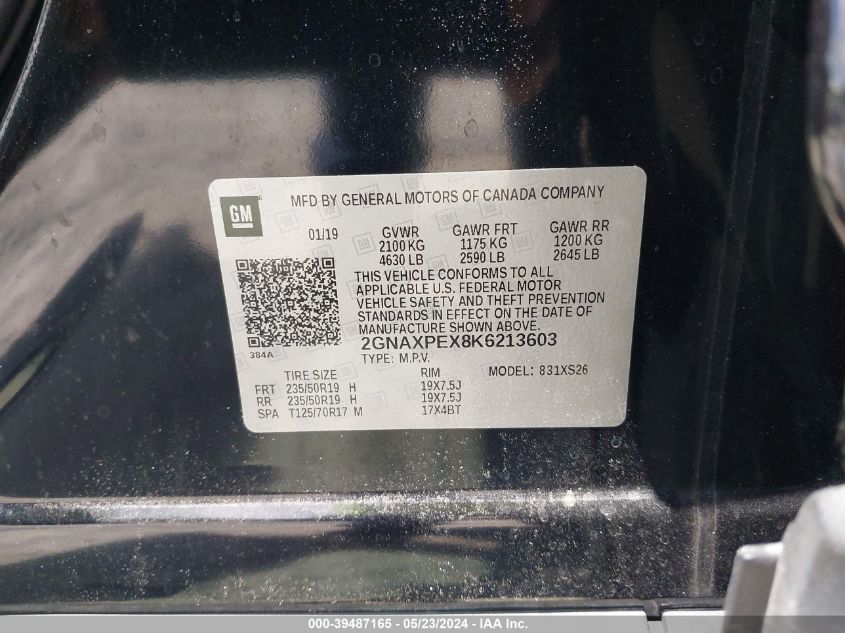 MFD BY GENERAL MOTORS OF CANADA COMPANY
GM
01/19 GVWR GAWR FRT GAWR RR
2100 KG 1175 KG 1200 KG
4630 LB 2590 LB 2645 LB
THIS VEHICLE CONFORMS TO ALL
APPLICABLE U.S. FEDERAL MOTOR
VEHICLE SAFETY AND THEFT PREVENTION
STANDARDS IN EFFECT ON THE DATE OF
MANUFACTURE SHOWN ABOVE.
384A
2GNAXPEX8K6213603
TYPE: M.P.V.
TIRE SIZE RIM MODEL: 831XS26
FRT 235/50R19 H 19X7.5J
RR 235/50R19 H 19X7.5J
SPA T125/70R17 M 17X4BT
000-39487165 - 05/23/2024 - IAA Inc.